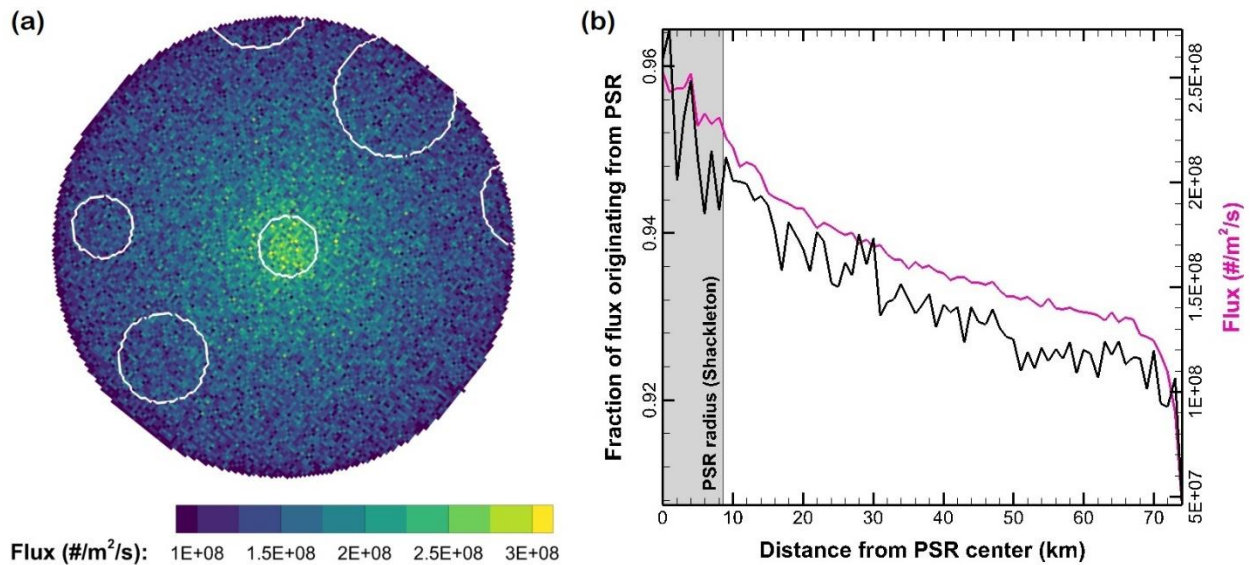 (a)
Flux (#/m²/s):
1E+08 1.5E+08 2E+08 2.5E+08 3E+08
(b)
Fraction of flux originating from PSR
0.96
0.94
0.92
PSR radius (Shackleton)
2.5E+08
2E+08
1.5E+08
1E+08
5E+07
Flux (#/m²/s)
0 10 20 30 40 50 60 70
Distance from PSR center (km)